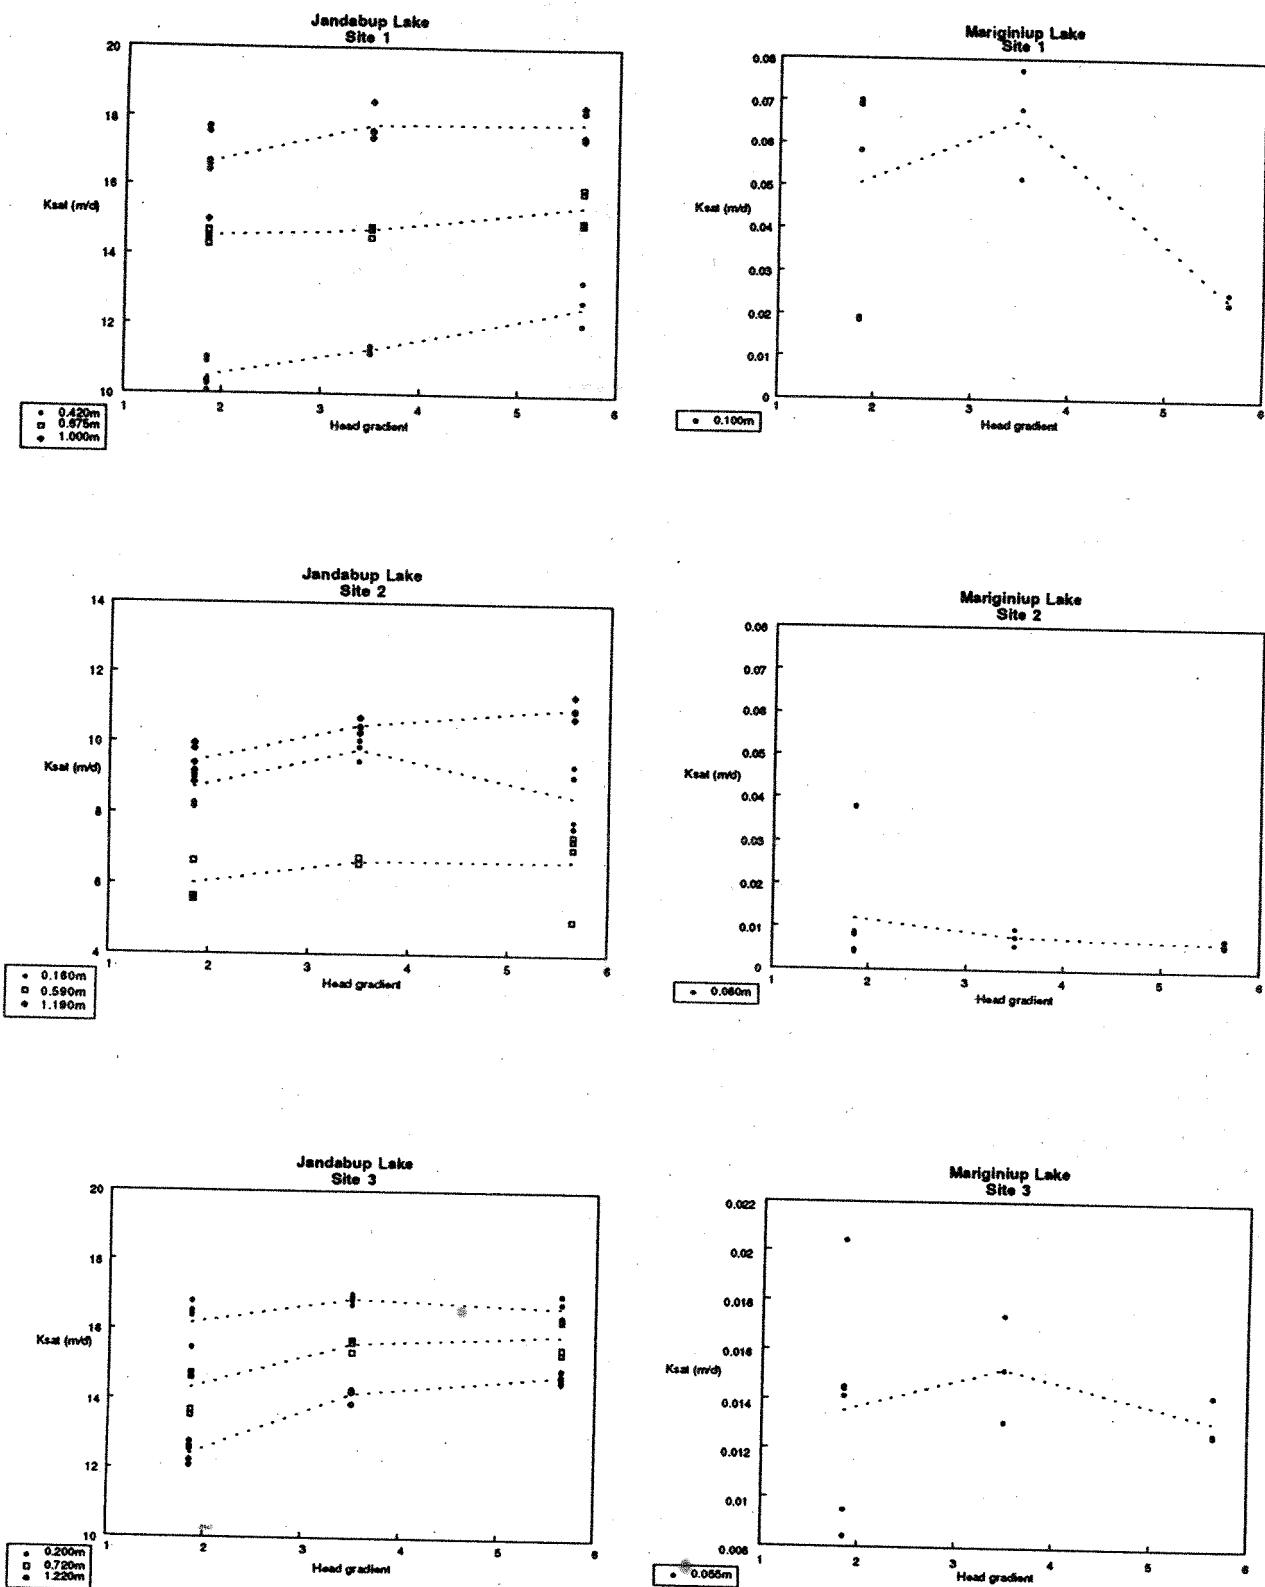 Jandabup Lake
Site 1
20
18
16
Ksat (m/d)
14
12
10
1
2
3
4
5
6
Head gradient
0.420m
0.675m
1.000m
Mariginiup Lake
Site 1
0.08
0.07
0.06
0.05
Ksat (m/d)
0.04
0.03
0.02
0.01
0
1
2
3
4
5
6
Head gradient
0.100m
Jandabup Lake
Site 2
14
12
10
Ksat (m/d)
8
6
4
1
2
3
4
5
6
Head gradient
0.160m
0.590m
1.190m
Mariginiup Lake
Site 2
0.08
0.07
0.06
0.05
Ksat (m/d)
0.04
0.03
0.02
0.01
0
1
2
3
4
5
6
Head gradient
0.060m
Jandabup Lake
Site 3
20
18
16
Ksat (m/d)
14
12
10
1
2
3
4
5
6
Head gradient
0.200m
0.720m
1.220m
Mariginiup Lake
Site 3
0.022
0.02
0.018
0.016
Ksat (m/d)
0.014
0.012
0.01
0.008
1
2
3
4
5
6
Head gradient
0.055m